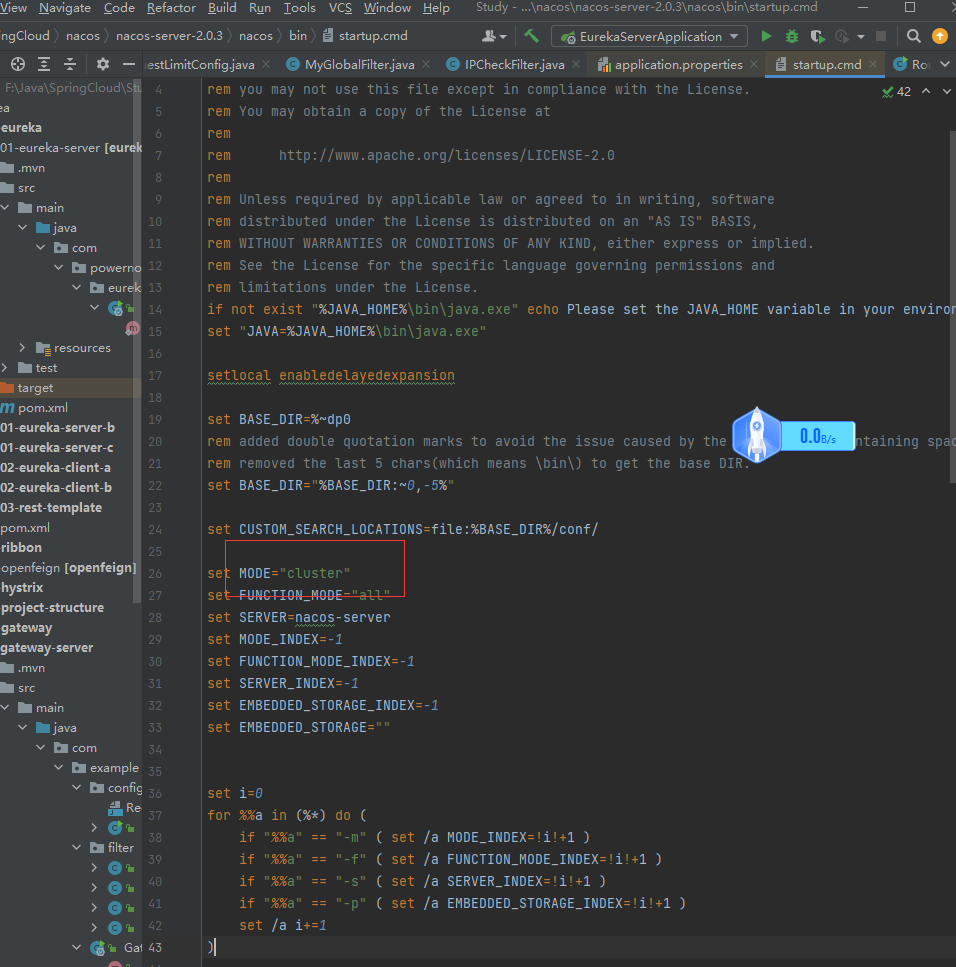 View Navigate Code Refactor Build Run Tools VCS Window Help Study - ...\nacos\nacos-server-2.0.3\nacos\bin\startup.cmd
ngCloud nacos nacos-server-2.0.3 nacos bin startup.cmd EurekaServerApplication
estLimitConfig.java MyGlobalFilter.java IPCheckFilter.java application.properties startup.cmd Ro
F:\Java\SpringCloud\Stu
ea
-eureka
01-eureka-server [eurek
.mvn
src
main
java
com
powerno
eurek
m
resources
test
target
pom.xml
01-eureka-server-b
01-eureka-server-c
02-eureka-client-a
02-eureka-client-b
03-rest-template
pom.xml
-ribbon
-openfeign [openfeign]
-hystrix
-project-structure
-gateway
gateway-server
.mvn
src
main
java
com
example
config
Re
filter
Gat
42
4 rem you may not use this file except in compliance with the License.
5 rem You may obtain a copy of the License at
6 rem
7 rem http://www.apache.org/licenses/LICENSE-2.0
8 rem
9 rem Unless required by applicable law or agreed to in writing, software
10 rem distributed under the License is distributed on an "AS IS" BASIS,
11 rem WITHOUT WARRANTIES OR CONDITIONS OF ANY KIND, either express or implied.
12 rem See the License for the specific language governing permissions and
13 rem limitations under the License.
14 if not exist "%JAVA_HOME%\bin\java.exe" echo Please set the JAVA_HOME variable in your environ
15 set "JAVA=%JAVA_HOME%\bin\java.exe"
16
17 setlocal enabledelayedexpansion
18
19 set BASE_DIR=%~dp0
20 rem added double quotation marks to avoid the issue caused by the ntaining spac
21 rem removed the last 5 chars(which means \bin\) to get the base DIR.
22 set BASE_DIR="%BASE_DIR:~0,-5%"
23
24 set CUSTOM_SEARCH_LOCATIONS=file:%BASE_DIR%/conf/
25
26 set MODE="cluster"
27 set FUNCTION_MODE="all"
28 set SERVER=nacos-server
29 set MODE_INDEX=-1
30 set FUNCTION_MODE_INDEX=-1
31 set SERVER_INDEX=-1
32 set EMBEDDED_STORAGE_INDEX=-1
33 set EMBEDDED_STORAGE=""
34
35
36 set i=0
37 for %%a in (%*) do (
38 if "%%a" == "-m" ( set /a MODE_INDEX=!i!+1 )
39 if "%%a" == "-f" ( set /a FUNCTION_MODE_INDEX=!i!+1 )
40 if "%%a" == "-s" ( set /a SERVER_INDEX=!i!+1 )
41 if "%%a" == "-p" ( set /a EMBEDDED_STORAGE_INDEX=!i!+1 )
42 set /a i+=1
43 )
0.0B/s